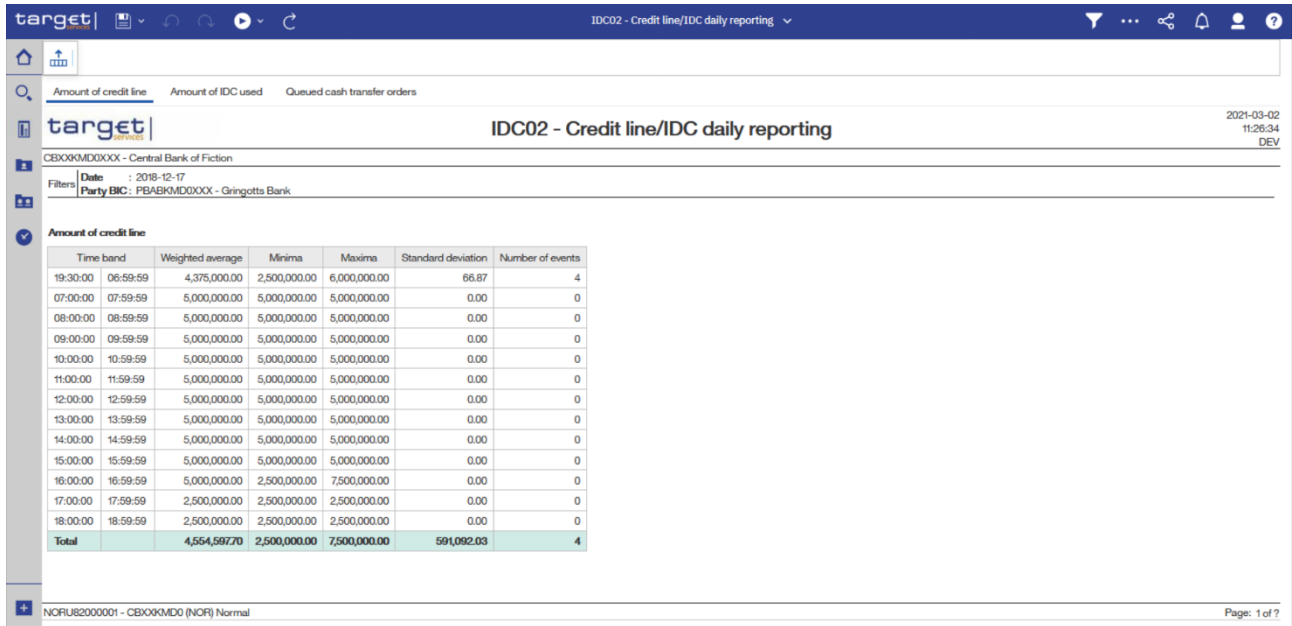 target services IDC02 - Credit line/IDC daily reporting
Amount of credit line Amount of IDC used Queued cash transfer orders
target services IDC02 - Credit line/IDC daily reporting 2021-03-02
11:26:34
DEV
CBXXKMD0XXX - Central Bank of Fiction
Filters Date : 2018-12-17
Party BIC : PBABKMD0XXX - Gringotts Bank
Amount of credit line
Time band Weighted average Minima Maxima Standard deviation Number of events
19:30:00 06:59:59 4,375,000.00 2,500,000.00 6,000,000.00 66.87 4
07:00:00 07:59:59 5,000,000.00 5,000,000.00 5,000,000.00 0.00 0
08:00:00 08:59:59 5,000,000.00 5,000,000.00 5,000,000.00 0.00 0
09:00:00 09:59:59 5,000,000.00 5,000,000.00 5,000,000.00 0.00 0
10:00:00 10:59:59 5,000,000.00 5,000,000.00 5,000,000.00 0.00 0
11:00:00 11:59:59 5,000,000.00 5,000,000.00 5,000,000.00 0.00 0
12:00:00 12:59:59 5,000,000.00 5,000,000.00 5,000,000.00 0.00 0
13:00:00 13:59:59 5,000,000.00 5,000,000.00 5,000,000.00 0.00 0
14:00:00 14:59:59 5,000,000.00 5,000,000.00 5,000,000.00 0.00 0
15:00:00 15:59:59 5,000,000.00 5,000,000.00 5,000,000.00 0.00 0
16:00:00 16:59:59 5,000,000.00 2,500,000.00 7,500,000.00 0.00 0
17:00:00 17:59:59 2,500,000.00 2,500,000.00 2,500,000.00 0.00 0
18:00:00 18:59:59 2,500,000.00 2,500,000.00 2,500,000.00 0.00 0
Total 4,554,597.70 2,500,000.00 7,500,000.00 591,092.03 4
NORU82000001 - CBXXKMD0 (NOR) Normal Page: 1 of ?